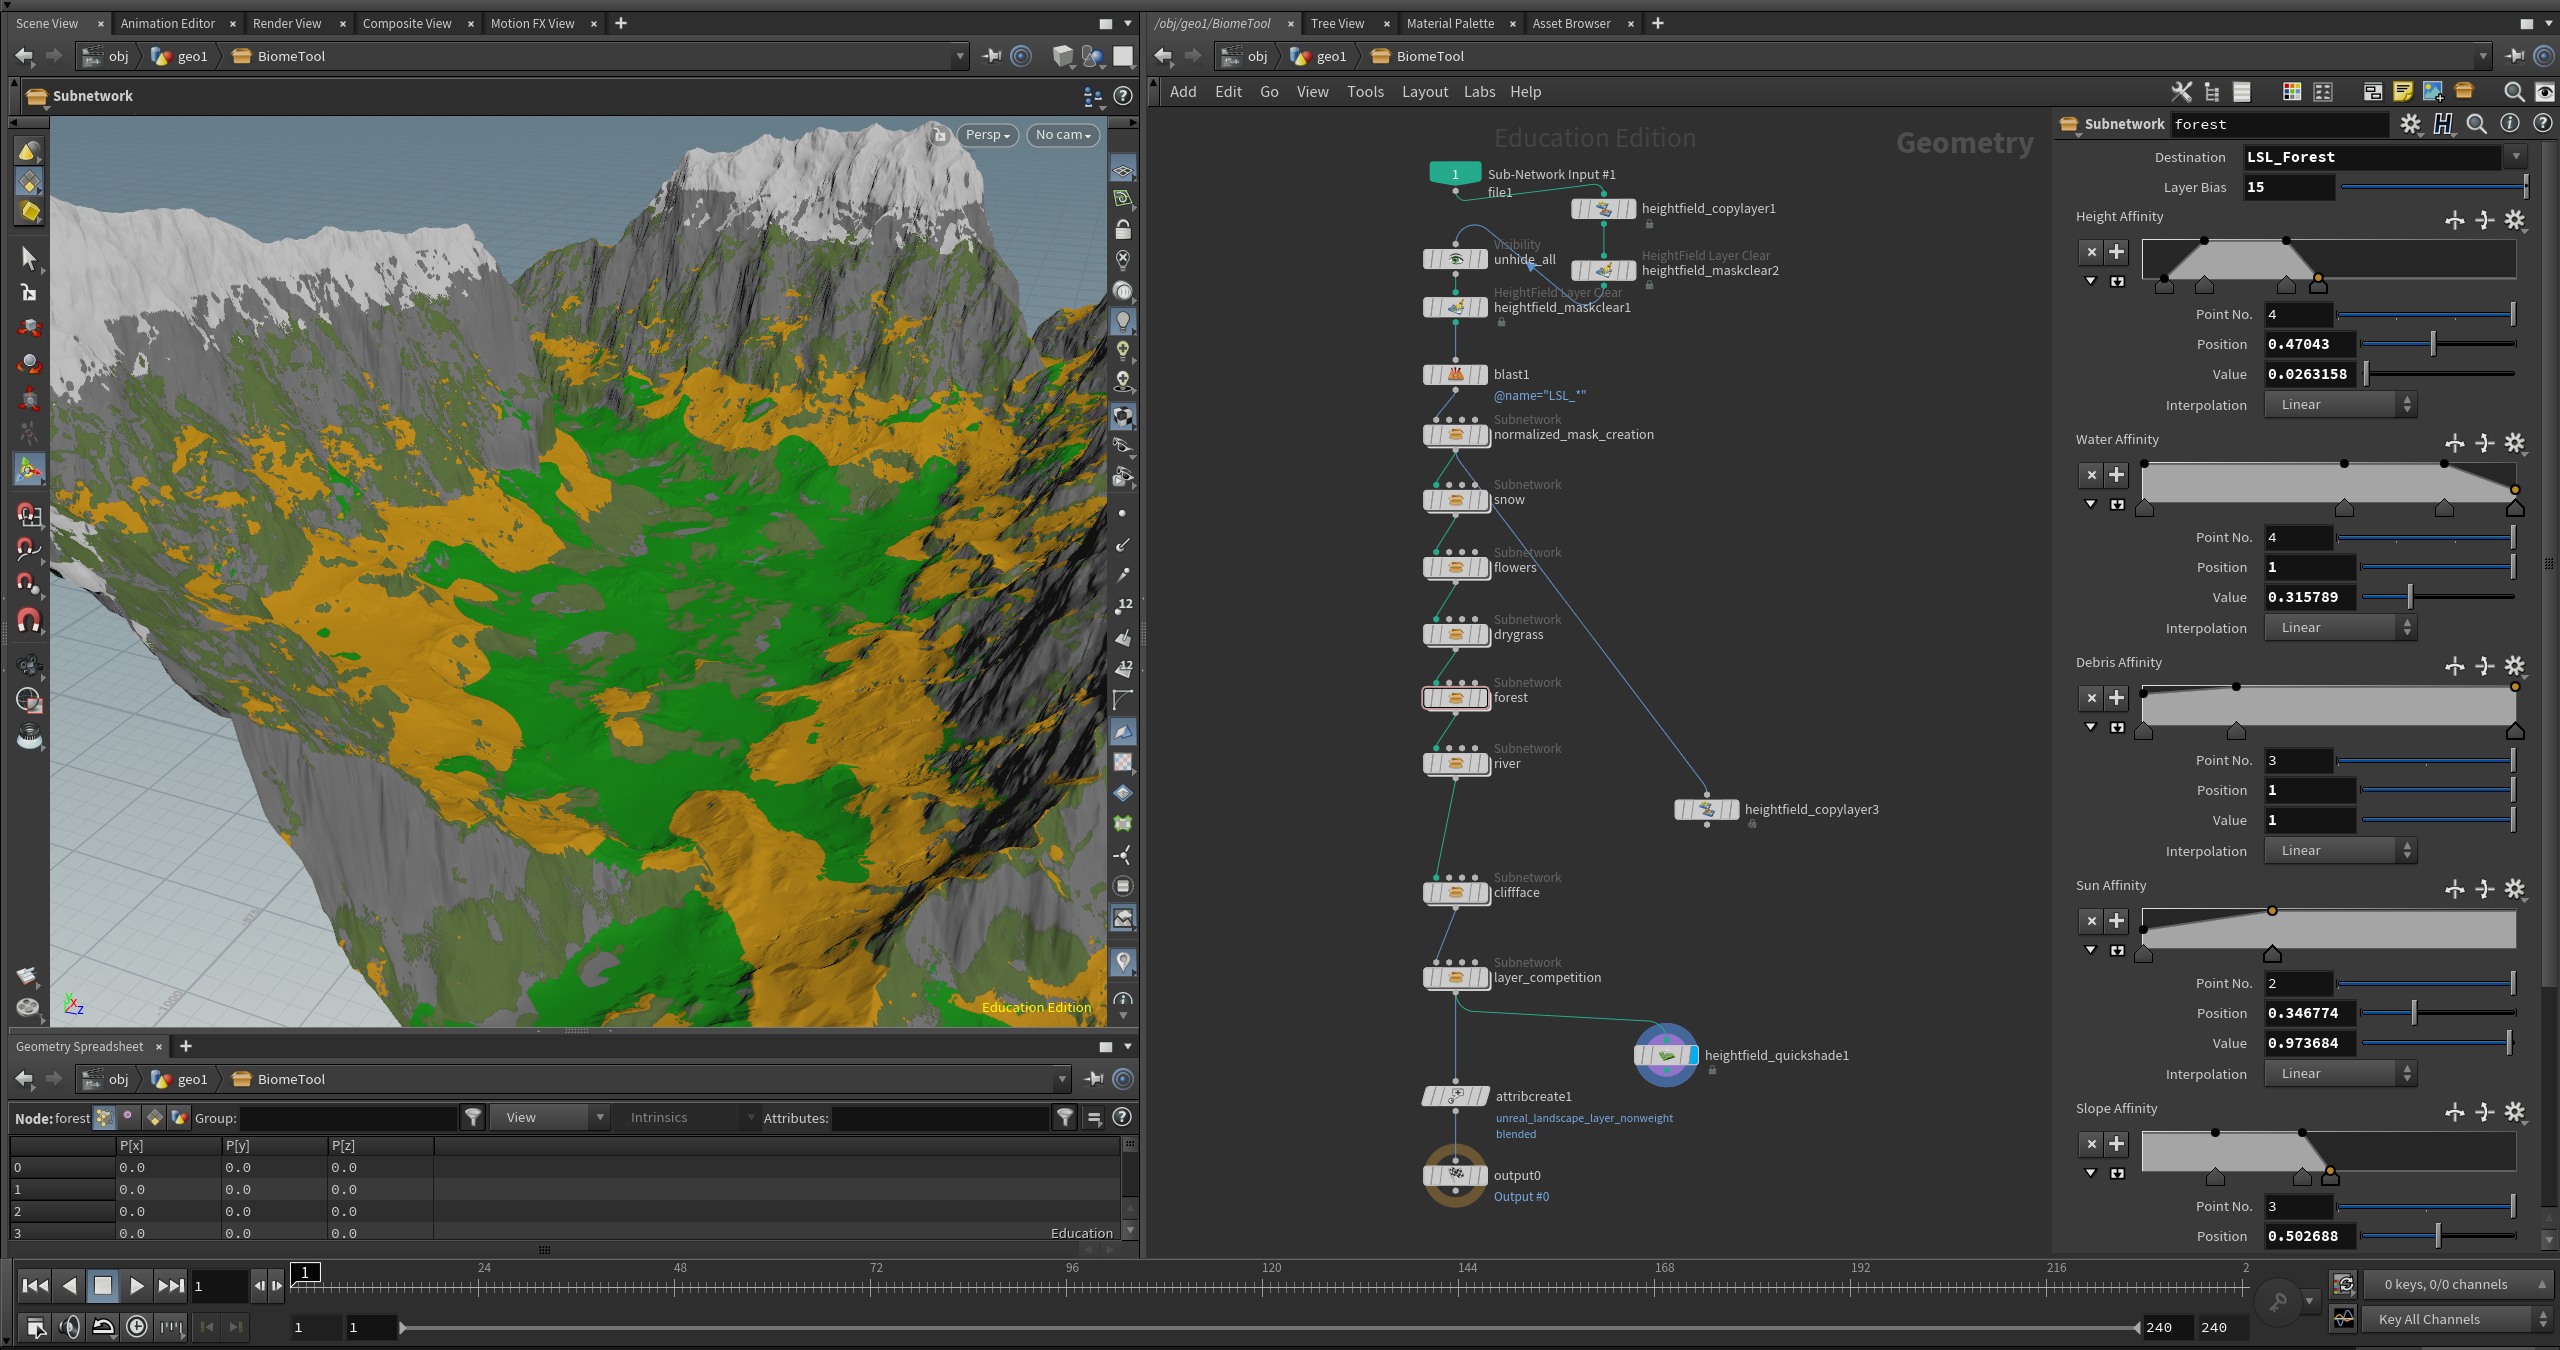 Scene View × Animation Editor × Render View × Composite View × Motion FX View ×
obj geo1 BiomeTool
Subnetwork
Persp No cam
12
12
Education Edition
Geometry Spreadsheet ×
obj geo1 BiomeTool
Node: forest Group: View Intrinsics Attributes:
P[x] P[y] P[z]
0 0.0 0.0 0.0
1 0.0 0.0 0.0
2 0.0 0.0 0.0
3 0.0 0.0 0.0
Education
/obj/geo1/BiomeTool × Tree View × Material Palette × Asset Browser ×
obj geo1 BiomeTool
Add Edit Go View Tools Layout Labs Help
Education Edition
Geometry
1 Sub-Network Input #1
file1
heightfield_copylayer1
Visibility
unhide_all
HeightField Layer Clear
heightfield_maskclear2
HeightField Layer Clear
heightfield_maskclear1
blast1
@name="LSL_*"
Subnetwork
normalized_mask_creation
Subnetwork
snow
Subnetwork
flowers
Subnetwork
drygrass
Subnetwork
forest
Subnetwork
river
heightfield_copylayer3
Subnetwork
cliffface
Subnetwork
layer_competition
heightfield_quickshade1
attribcreate1
unreal_landscape_layer_nonweight
blended
output0
Output #0
Subnetwork forest
Destination LSL_Forest
Layer Bias 15
Height Affinity
Point No. 4
Position 0.47043
Value 0.0263158
Interpolation Linear
Water Affinity
Point No. 4
Position 1
Value 0.315789
Interpolation Linear
Debris Affinity
Point No. 3
Position 1
Value 1
Interpolation Linear
Sun Affinity
Point No. 2
Position 0.346774
Value 0.973684
Interpolation Linear
Slope Affinity
Point No. 3
Position 0.502688
1 1 24 48 72 96 120 144 168 192 216 2
0 keys, 0/0 channels
1 1 240 240
Key All Channels